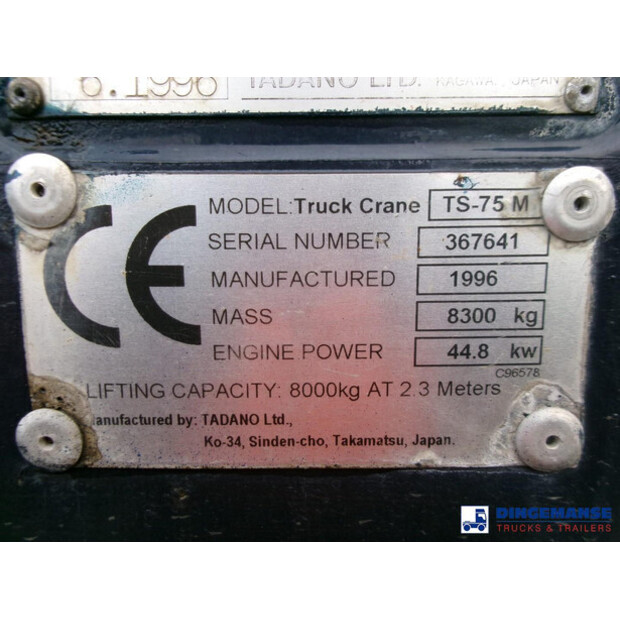 6.1996 TADANO LTD. KAGAWA, JAPAN
CE
MODEL:Truck Crane TS-75 M
SERIAL NUMBER 367641
MANUFACTURED 1996
MASS 8300 kg
ENGINE POWER 44.8 kw
C96578
LIFTING CAPACITY: 8000kg AT 2.3 Meters
anufactured by: TADANO Ltd.,
Ko-34, Sinden-cho, Takamatsu, Japan.
DINGEMANSE
TRUCKS & TRAILERS